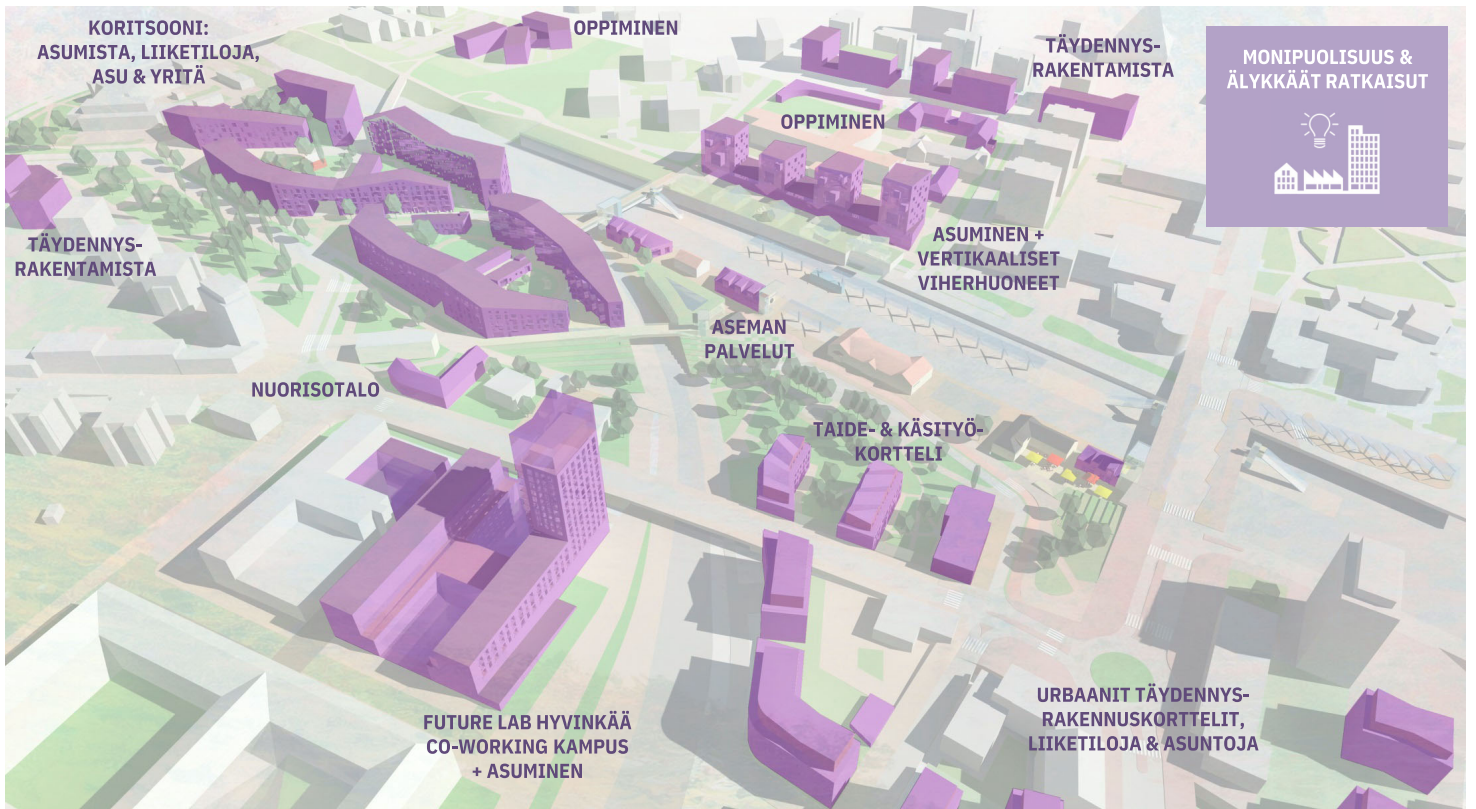 KORITSOONI:
ASUMISTA, LIIKETILOJA,
ASU & YRITÄ
OPPIMINEN
TÄYDENNYS-
RAKENTAMISTA
MONIPUOLISUUS &
ÄLYKKÄÄT RATKAISUT
OPPIMINEN
TÄYDENNYS-
RAKENTAMISTA
ASUMINEN +
VERTIKAALISET
VIHERHUONEET
ASEMAN
PALVELUT
NUORISOTALO
TAIDE- & KÄSITYÖ-
KORTTELI
FUTURE LAB HYVINKÄÄ
CO-WORKING KAMPUS
+ ASUMINEN
URBAANIT TÄYDENNYS-
RAKENNUSKORTTELIT,
LIIKETILOJA & ASUNTOJA